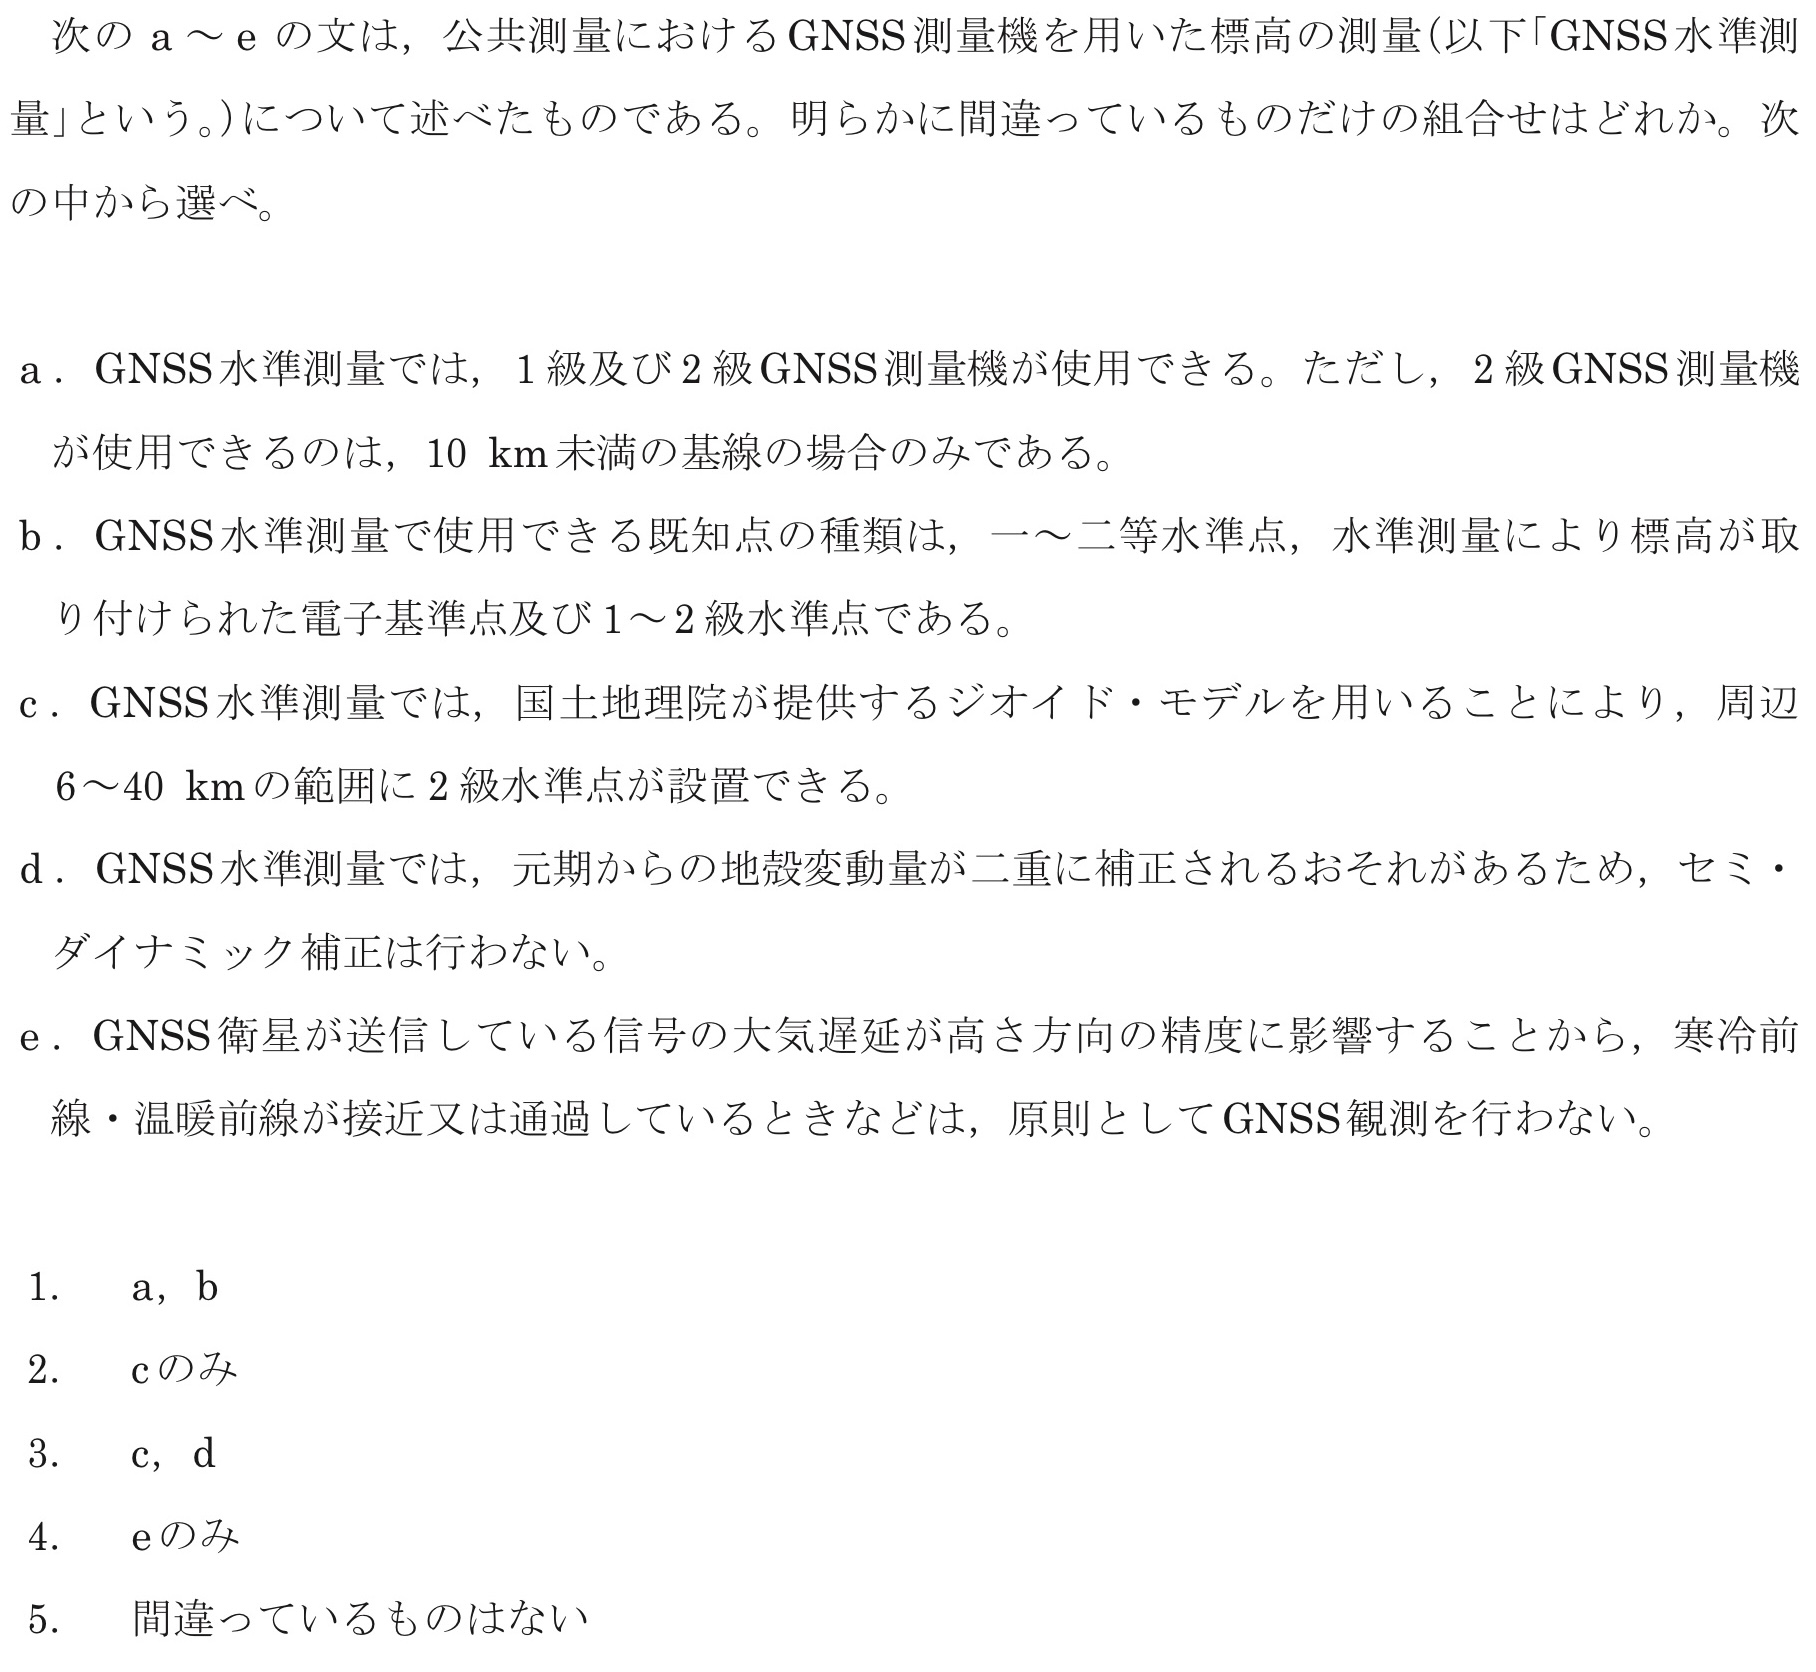 次の a ～ e の文は，公共測量におけるGNSS測量機を用いた標高の測量(以下「GNSS水準測
量」という。)について述べたものである。明らかに間違っているものだけの組合せはどれか。次
の中から選べ。
a． GNSS水準測量では，1 級及び 2 級GNSS測量機が使用できる。ただし，2 級GNSS測量機
が使用できるのは，10 km未満の基線の場合のみである。
b． GNSS水準測量で使用できる既知点の種類は，一～二等水準点，水準測量により標高が取
り付けられた電子基準点及び 1～2 級水準点である。
c． GNSS水準測量では，国土地理院が提供するジオイド・モデルを用いることにより，周辺
6～40 kmの範囲に 2 級水準点が設置できる。
d． GNSS水準測量では，元期からの地殻変動量が二重に補正されるおそれがあるため，セミ・
ダイナミック補正は行わない。
e． GNSS衛星が送信している信号の大気遅延が高さ方向の精度に影響することから，寒冷前
線・温暖前線が接近又は通過しているときなどは，原則としてGNSS観測を行わない。
1. a，b
2. cのみ
3. c，d
4. eのみ
5. 間違っているものはない